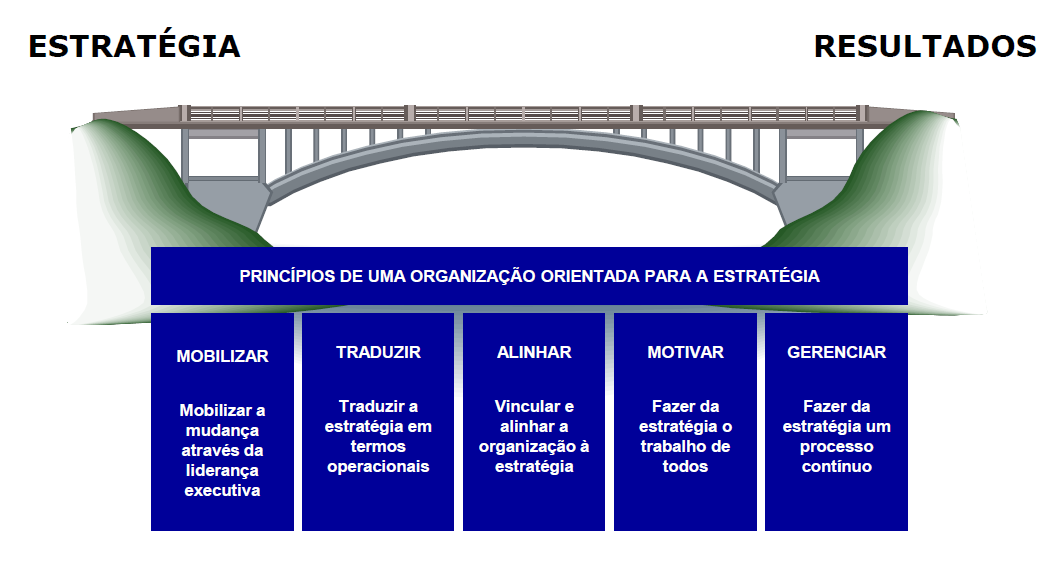 ESTRATÉGIA
RESULTADOS
PRINCÍPIOS DE UMA ORGANIZAÇÃO ORIENTADA PARA A ESTRATÉGIA
MOBILIZAR
Mobilizar a
mudança
através da
liderança
executiva
TRADUZIR
Traduzir a
estratégia em
termos
operacionais
ALINHAR
Vincular e
alinhar a
organização à
estratégia
MOTIVAR
Fazer da
estratégia o
trabalho de
todos
GERENCIAR
Fazer da
estratégia um
processo
contínuo